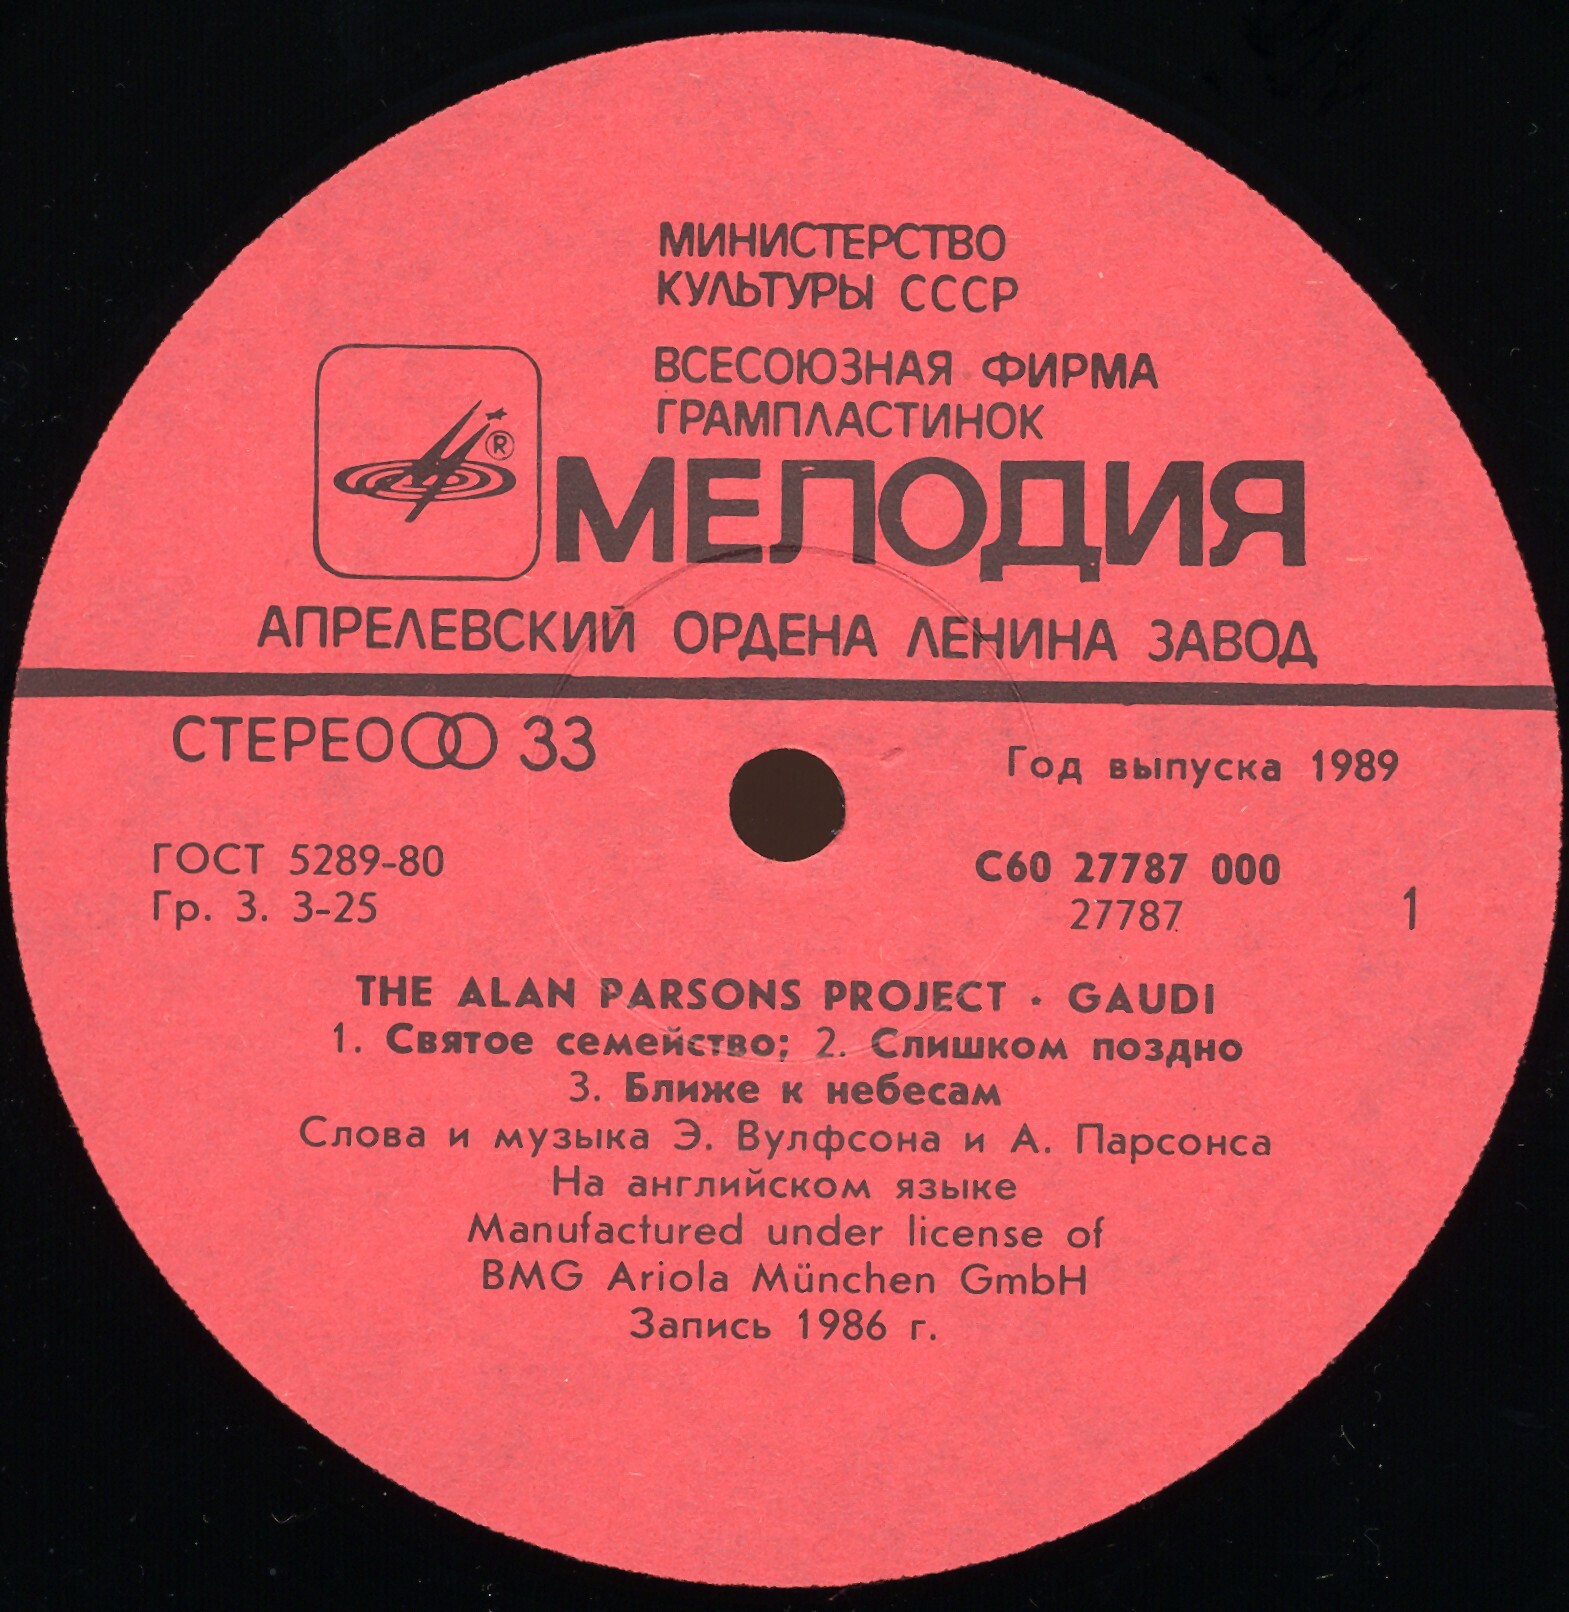 МИНИСТЕРСТВО
КУЛЬТУРЫ СССР
ВСЕСОЮЗНАЯ ФИРМА
ГРАМПЛАСТИНОК
®
МЕЛОДИЯ
АПРЕЛЕВСКИЙ ОРДЕНА ЛЕНИНА ЗАВОД
СТЕРЕО 33
Год выпуска 1989
ГОСТ 5289-80
Гр. 3. 3-25
С60 27787 000
27787
1
THE ALAN PARSONS PROJECT · GAUDI
1. Святое семейство; 2. Слишком поздно
3. Ближе к небесам
Слова и музыка Э. Вулфсона и А. Парсонса
На английском языке
Manufactured under license of
BMG Ariola München GmbH
Запись 1986 г.